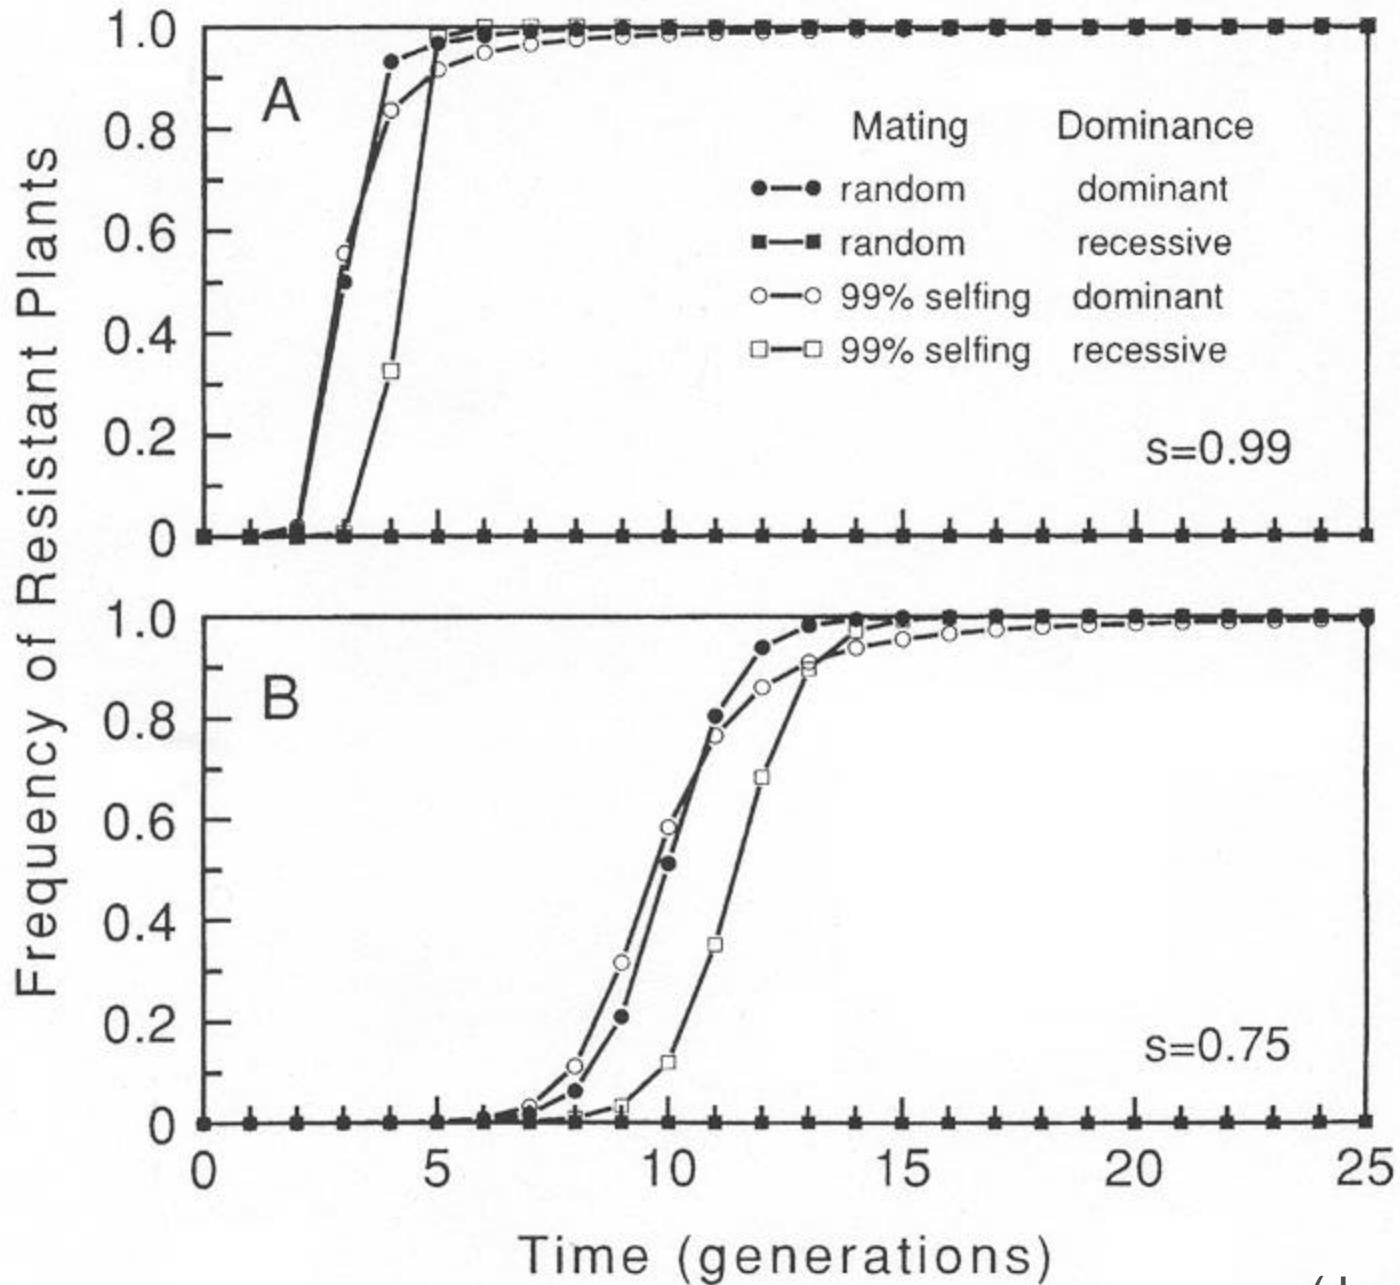 1.0
0.8
0.6
0.4
0.2
0
A
Mating Dominance
random dominant
random recessive
99% selfing dominant
99% selfing recessive
s=0.99
Frequency of Resistant Plants
1.0
0.8
0.6
0.4
0.2
0
B
s=0.75
0 5 10 15 20 25
Time (generations)